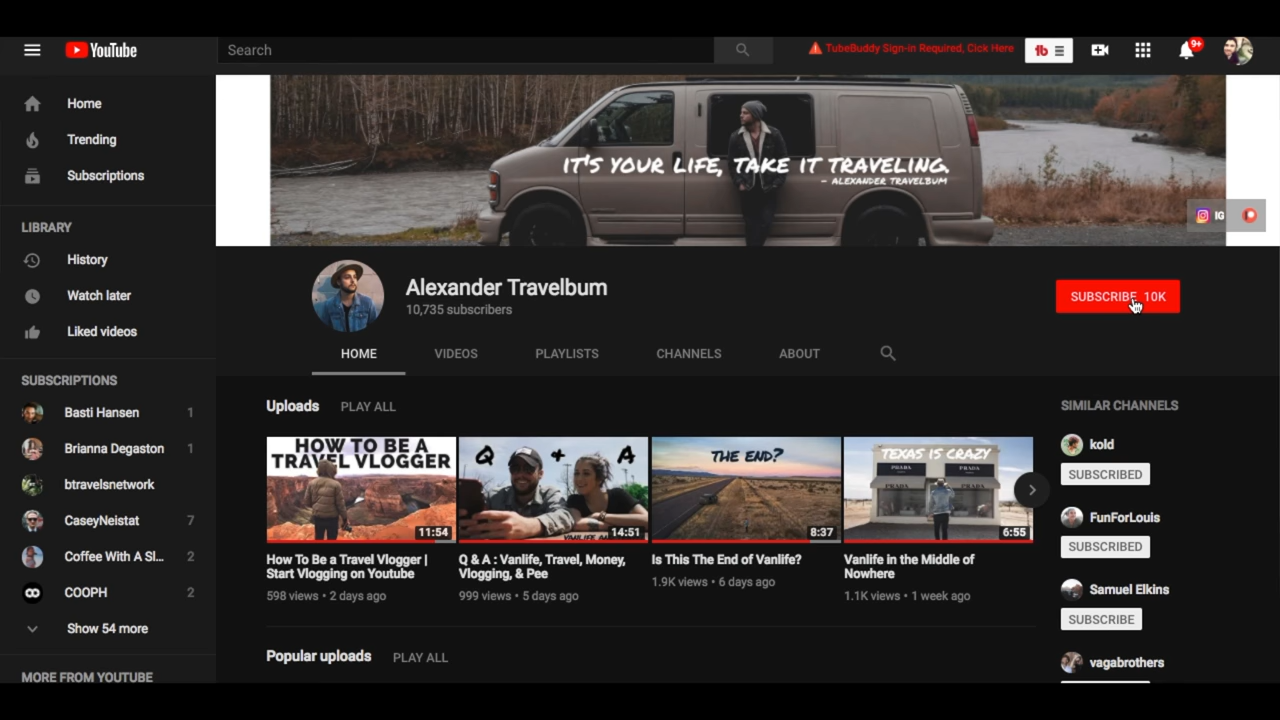 YouTube
Search
TubeBuddy Sign-in Required, Click Here
tb
9+
Home
Trending
Subscriptions
LIBRARY
History
Watch later
Liked videos
SUBSCRIPTIONS
Basti Hansen 1
Brianna Degaston 1
btravelsnetwork
CaseyNeistat 7
Coffee With A Sl... 2
COOPH 2
Show 54 more
MORE FROM YOUTUBE
IT'S YOUR LIFE, TAKE IT TRAVELING.
- ALEXANDER TRAVELBUM
IG
Alexander Travelbum
10,735 subscribers
SUBSCRIBE 10K
HOME
VIDEOS
PLAYLISTS
CHANNELS
ABOUT
Uploads PLAY ALL
HOW TO BE A
TRAVEL VLOGGER
11:54
How To Be a Travel Vlogger |
Start Vlogging on Youtube
598 views • 2 days ago
Q + A
14:51
Q & A : Vanlife, Travel, Money,
Vlogging, & Pee
999 views • 5 days ago
THE END?
8:37
Is This The End of Vanlife?
1.9K views • 6 days ago
TEXAS IS CRAZY
PRADA PRADA
6:55
Vanlife in the Middle of
Nowhere
1.1K views • 1 week ago
Popular uploads PLAY ALL
SIMILAR CHANNELS
kold
SUBSCRIBED
FunForLouis
SUBSCRIBED
Samuel Elkins
SUBSCRIBE
vagabrothers